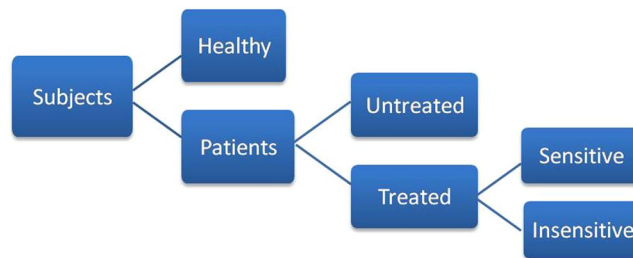 Subjects
Healthy
Patients
Untreated
Treated
Sensitive
Insensitive